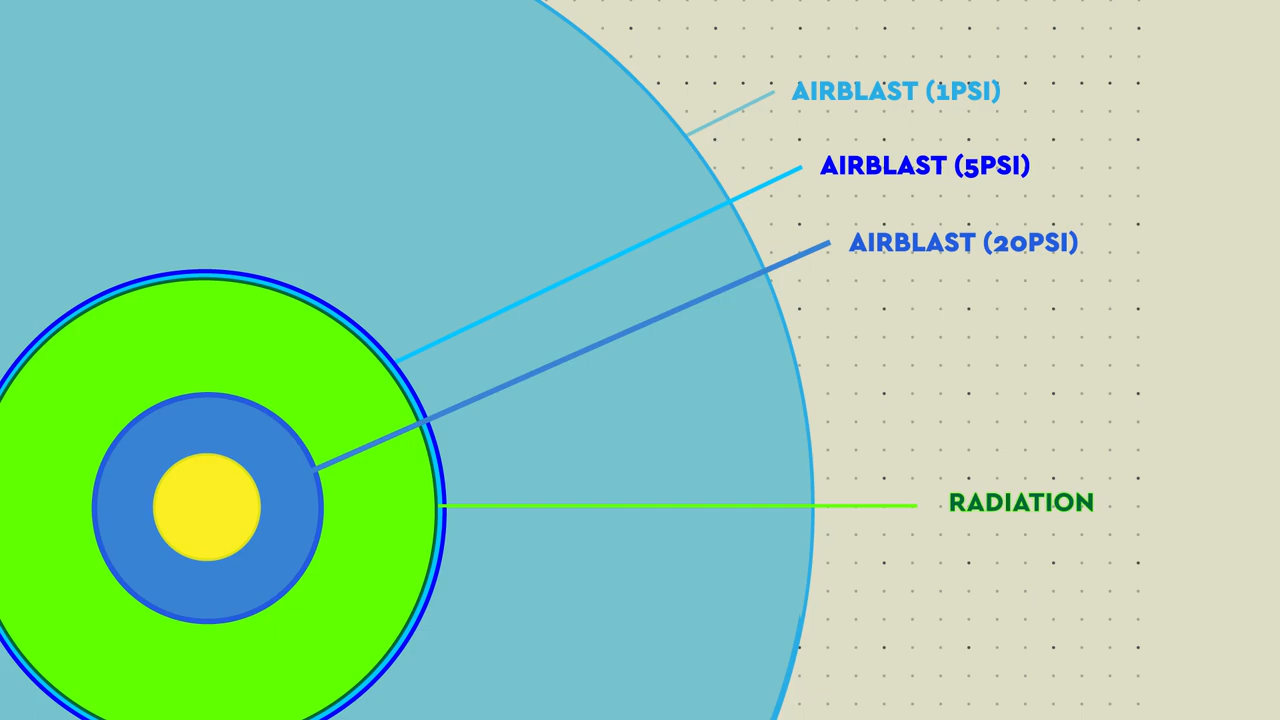 AIRBLAST (1PSI)
AIRBLAST (5PSI)
AIRBLAST (20PSI)
RADIATION